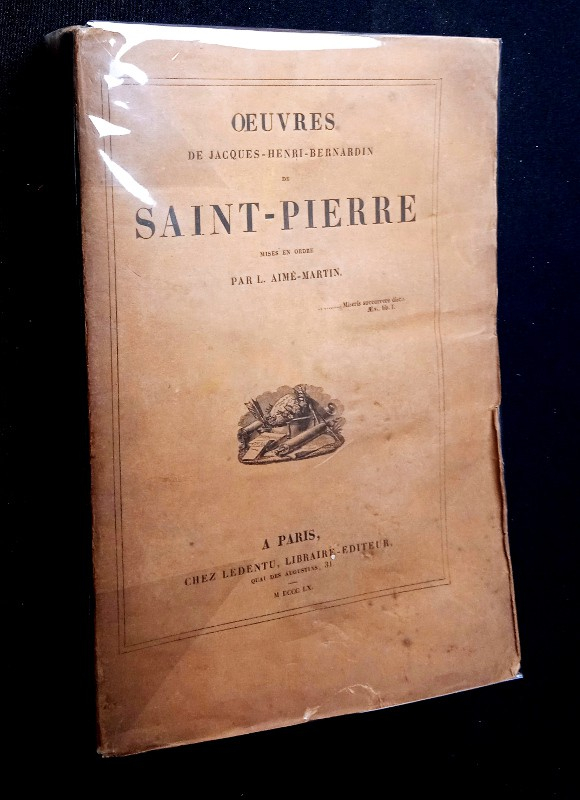 OEUVRES
DE JACQUES-HENRI-BERNARDIN
DE
SAINT-PIERRE
MISES EN ORDRE
PAR L. AIMÉ-MARTIN.
........ Miseris succurrere disco
Æn. lib. I.
A PARIS,
CHEZ LEDENTU, LIBRAIRE-EDITEUR,
QUAI DES AUGUSTINS, 31
M DCCC LX.